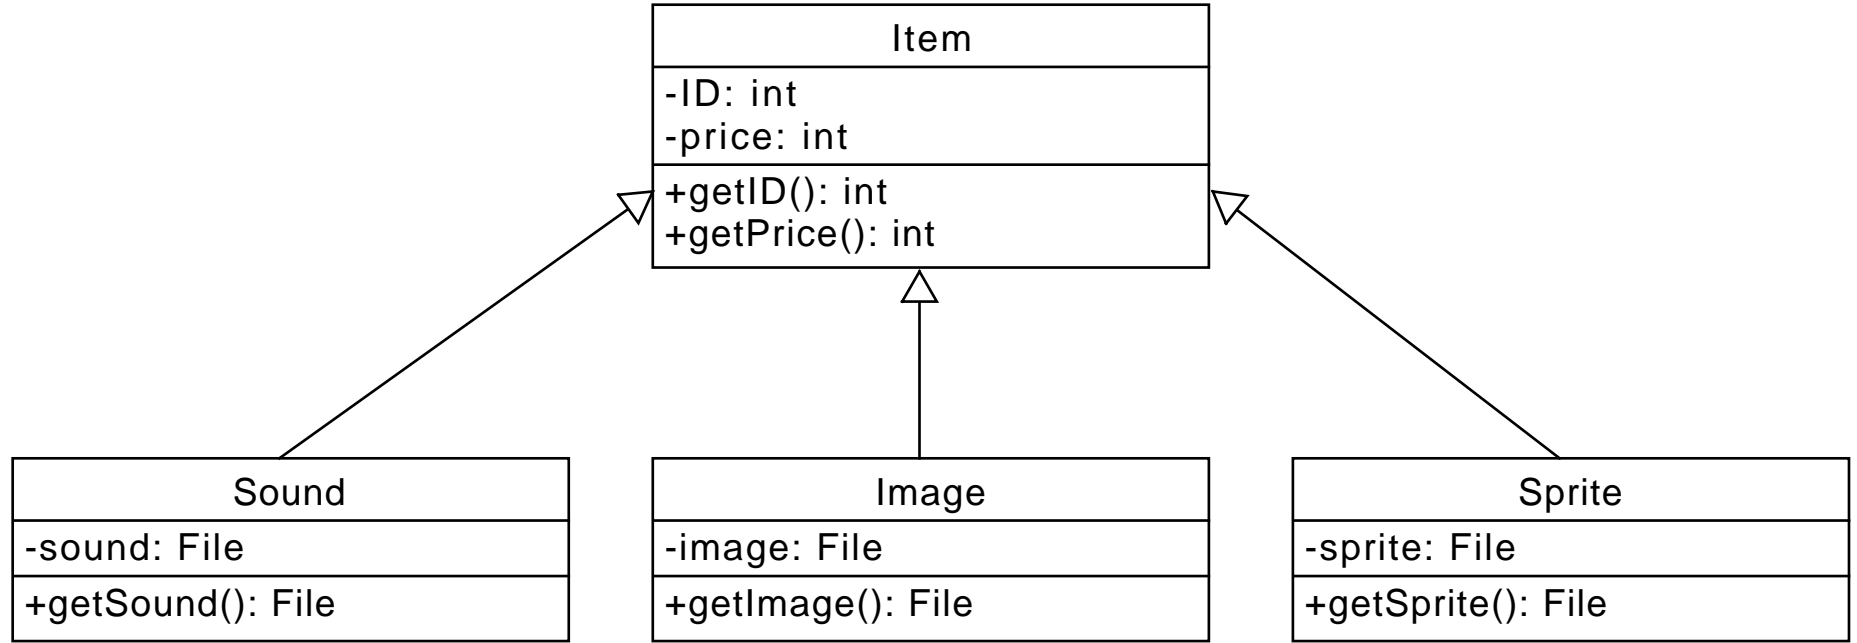 Item
-ID: int
-price: int
+getID(): int
+getPrice(): int
Sound
-sound: File
+getSound(): File
Image
-image: File
+getImage(): File
Sprite
-sprite: File
+getSprite(): File